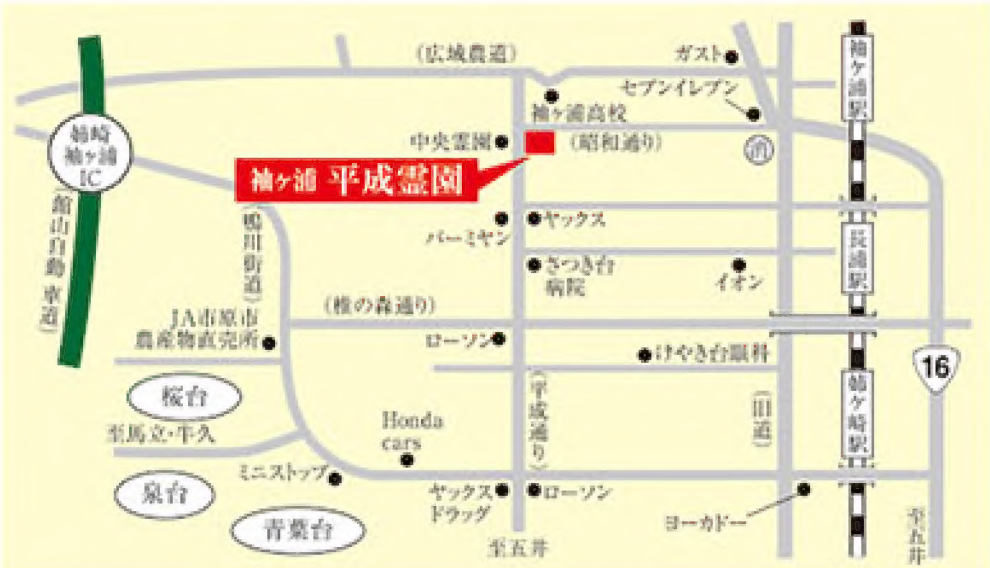 (広域農道)
ガスト
セブンイレブン
袖ヶ浦高校
中央霊園
(昭和通り)
消
姉崎
袖ヶ浦
IC
袖ヶ浦 平成霊園
(館山自動車道)
(鴨川街道)
バーミヤン
ヤックス
さつき台
病院
イオン
袖ヶ浦駅
長浦駅
姉ヶ崎駅
(椎の森通り)
JA市原市
農産物直売所
ローソン
けやき台眼科
16
桜台
至馬立・牛久
Honda
cars
(平成通り)
(旧道)
ミニストップ
泉台
青葉台
ヤックス
ドラッグ
ローソン
ヨーカドー
至五井
至五井